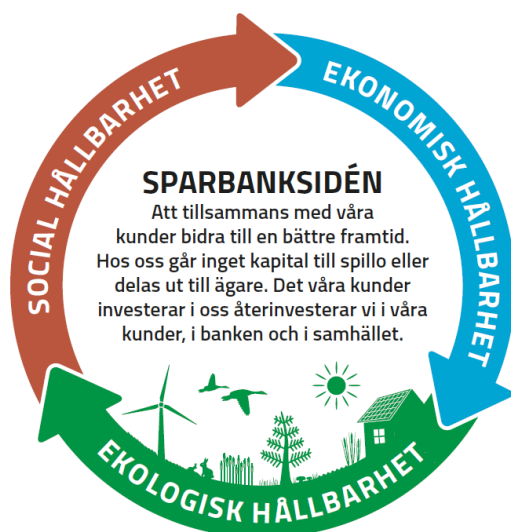 SOCIAL HÅLLBARHET
EKONOMISK HÅLLBARHET
SPARBANKSIDÉN
Att tillsammans med våra
kunder bidra till en bättre framtid.
Hos oss går inget kapital till spillo eller
delas ut till ägare. Det våra kunder
investerar i oss återinvesterar vi i våra
kunder, i banken och i samhället.
EKOLOGISK HÅLLBARHET